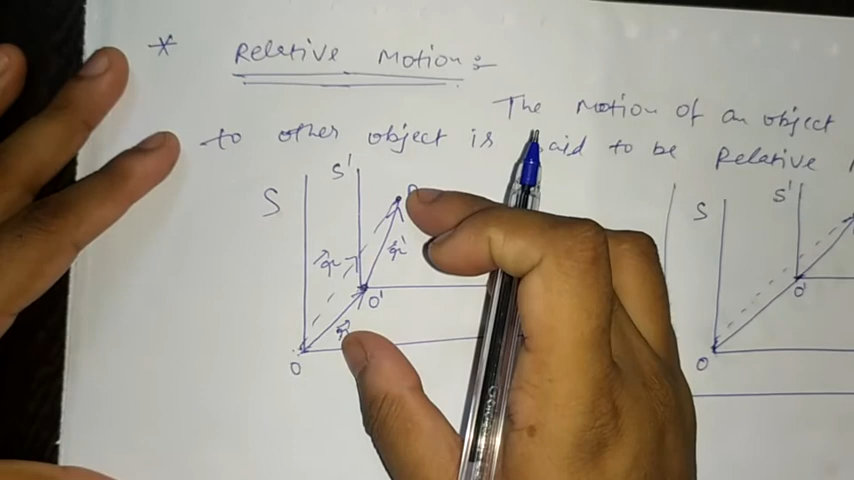 * Relative Motion:-
The Motion of an object
to other object is said to be Relative
S S' S S'
r r'
O' O'
r
O O